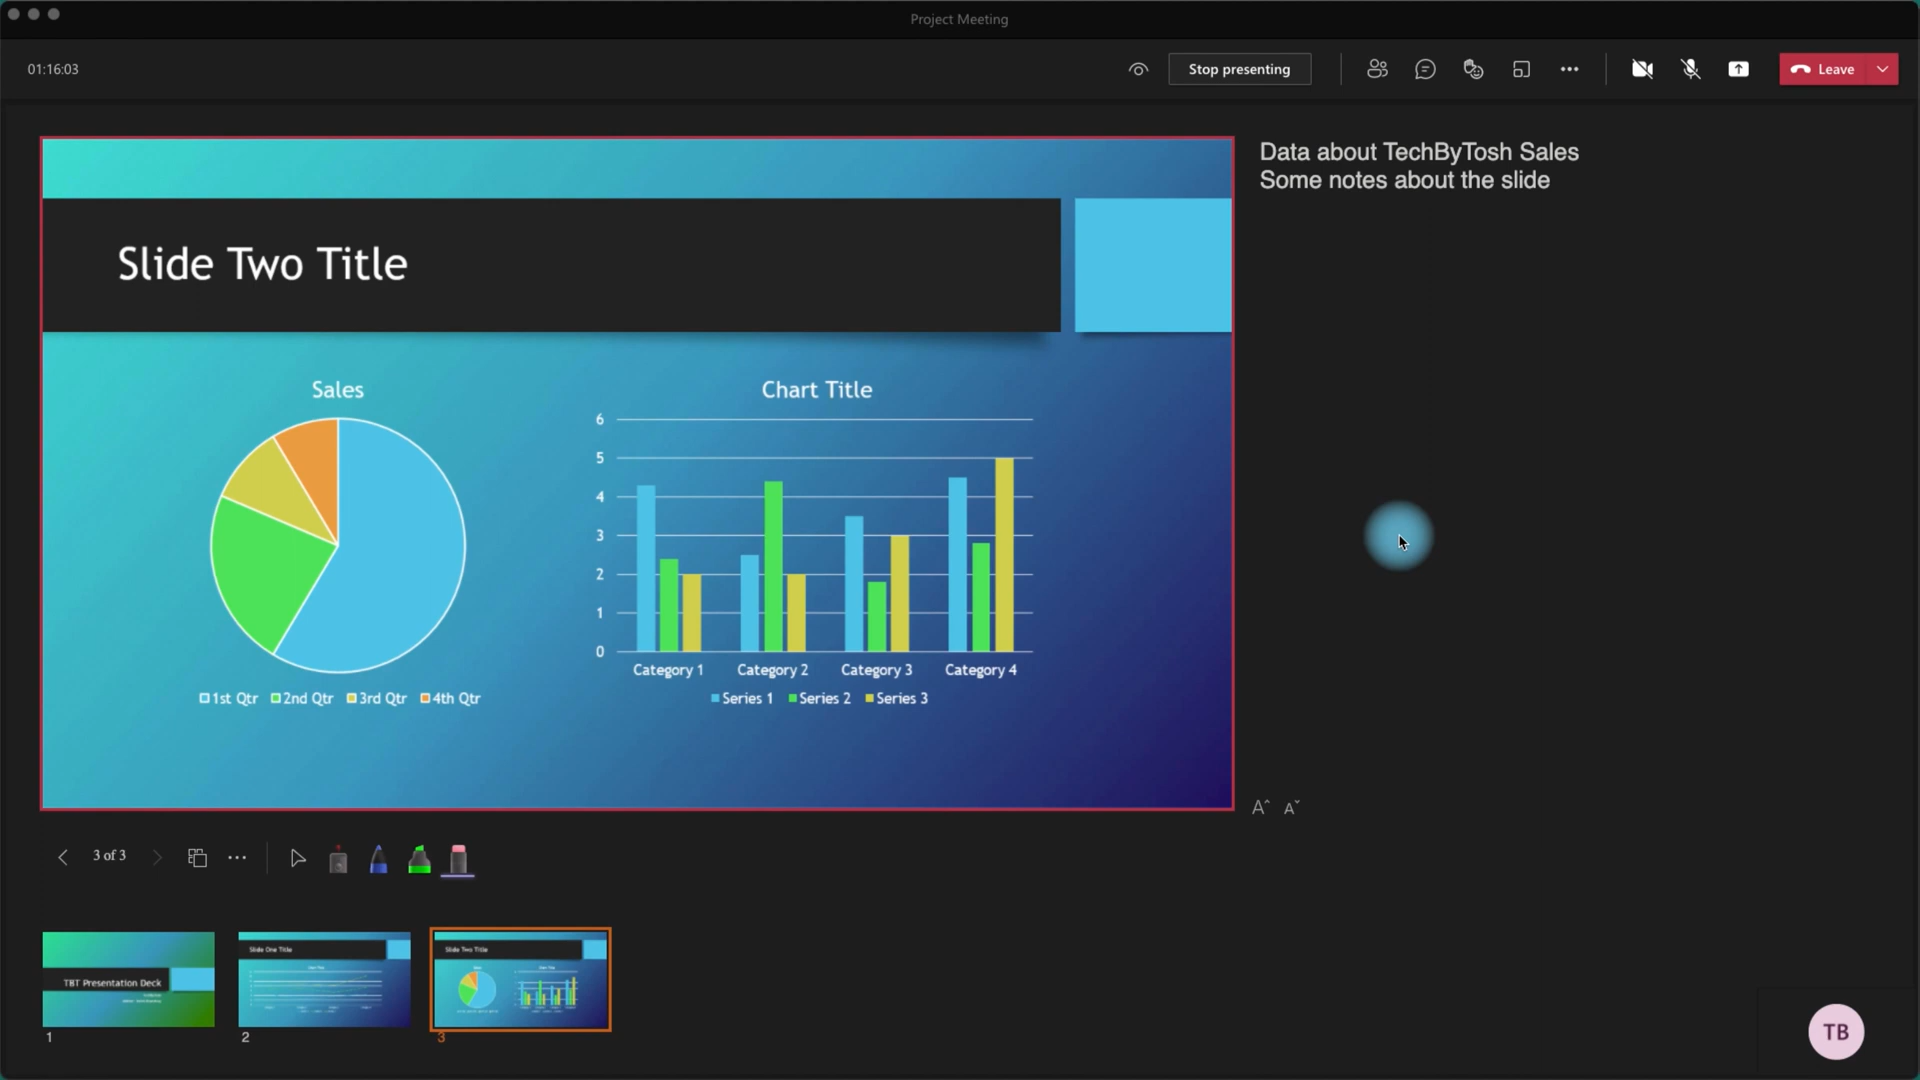 Project Meeting
01:16:03
Stop presenting
Leave
Slide Two Title
Data about TechByTosh Sales
Some notes about the slide
Sales
1st Qtr 2nd Qtr 3rd Qtr 4th Qtr
Chart Title
6
5
4
3
2
1
0
Category 1 Category 2 Category 3 Category 4
Series 1 Series 2 Series 3
A A
3 of 3
TBT Presentation Deck
1
Slide One Title
2
Slide Two Title
3
TB